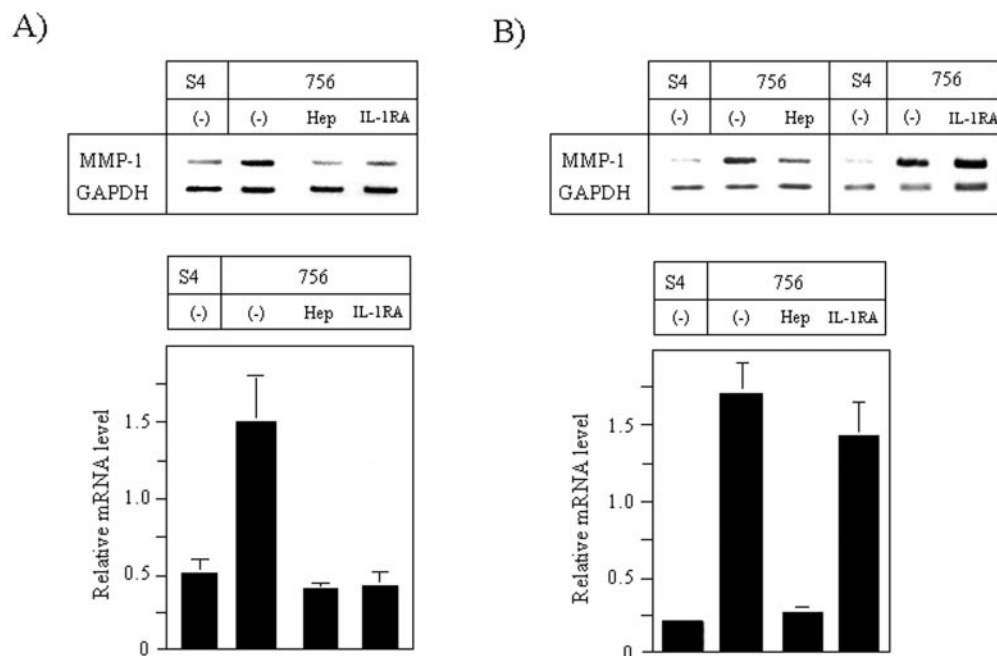 A)
S4 756
(-) (-) Hep IL-1RA
MMP-1
GAPDH
S4 756
(-) (-) Hep IL-1RA
Relative mRNA level
1.5
1.0
0.5
0
B)
S4 756 S4 756
(-) (-) Hep (-) (-) IL-1RA
MMP-1
GAPDH
S4 756
(-) (-) Hep IL-1RA
Relative mRNA level
1.5
1.0
0.5
0.0